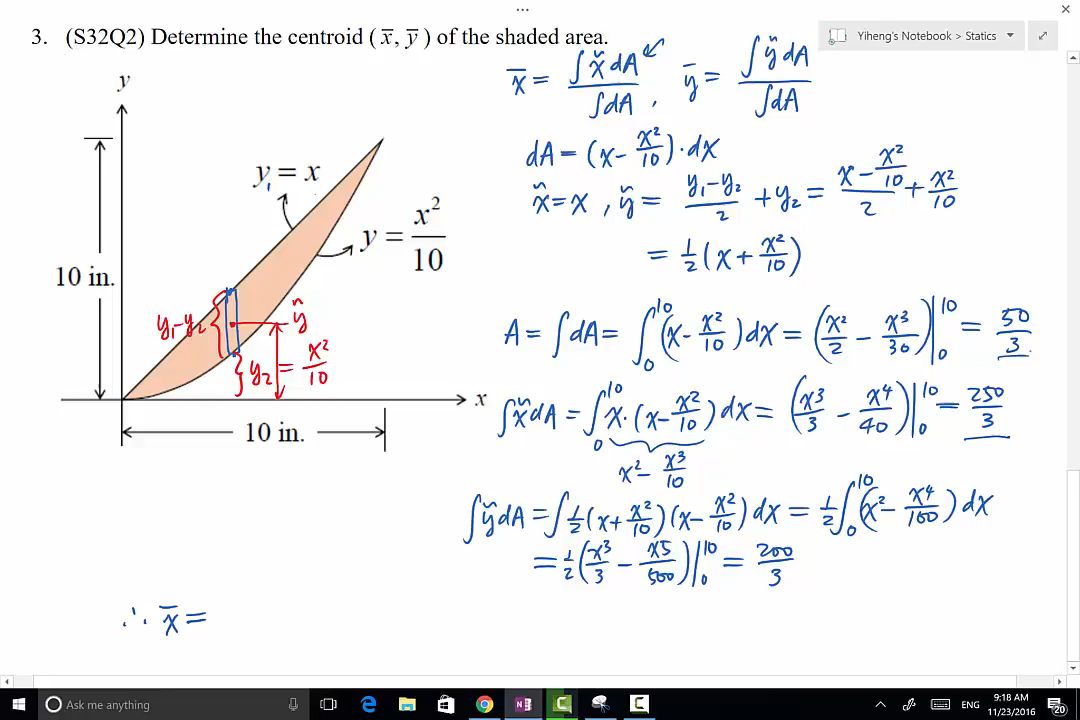 3. (S32Q2) Determine the centroid (x̄, ȳ) of the shaded area.
Yiheng's Notebook > Statics
x̄ = ∫x̃dA / ∫dA , ȳ = ∫ỹdA / ∫dA
dA = (x - x²/10)·dx
x̃ = x , ỹ = (y₁-y₂)/2 + y₂ = (x - x²/10)/2 + x²/10
= ½(x + x²/10)
y
y₁ = x
y = x²/10
10 in.
y₁-y₂
ỹ
y₂ = x²/10
x
10 in.
A = ∫dA = ∫₀¹⁰(x - x²/10)dx = (x²/2 - x³/30)|₀¹⁰ = 50/3
∫x̃dA = ∫₀¹⁰ x·(x - x²/10)dx = (x³/3 - x⁴/40)|₀¹⁰ = 250/3
x² - x³/10
∫ỹdA = ∫½(x + x²/10)(x - x²/10)dx = ½∫₀¹⁰(x² - x⁴/100)dx
= ½(x³/3 - x5/500)|₀¹⁰ = 200/3
∴ x̄ =
Ask me anything
ENG
9:18 AM
11/23/2016
20